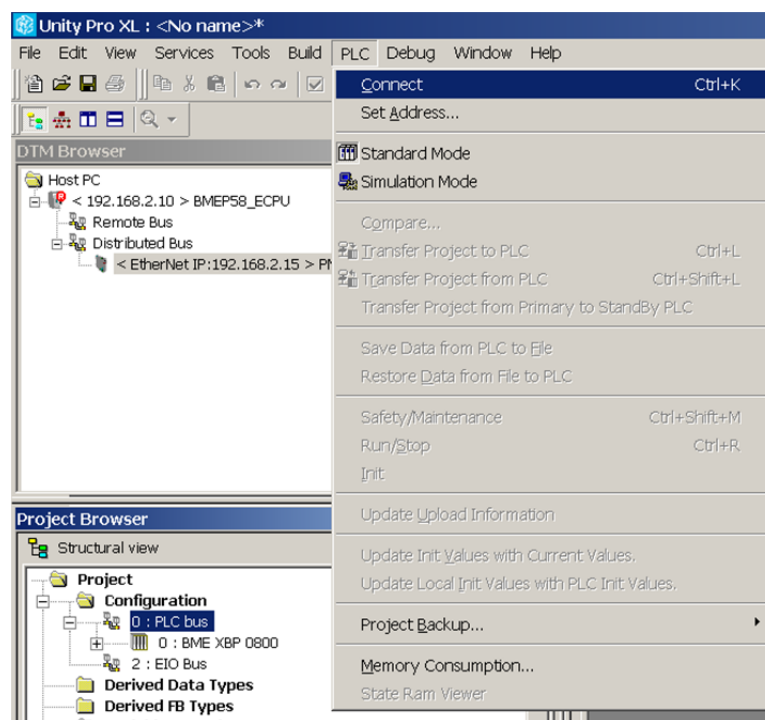 Unity Pro XL : <No name>*
File Edit View Services Tools Build PLC Debug Window Help
DTM Browser
Host PC
< 192.168.2.10 > BMEP58_ECPU
Remote Bus
Distributed Bus
< EtherNet IP:192.168.2.15 >
Connect Ctrl+K
Set Address...
Standard Mode
Simulation Mode
Compare...
Transfer Project to PLC Ctrl+L
Transfer Project from PLC Ctrl+Shift+L
Transfer Project from Primary to StandBy PLC
Save Data from PLC to File
Restore Data from File to PLC
Safety/Maintenance Ctrl+Shift+M
Run/Stop Ctrl+R
Init
Update Upload Information
Update Init Values with Current Values.
Update Local Init Values with PLC Init Values.
Project Backup...
Memory Consumption...
State Ram Viewer
Project Browser
Structural view
Project
Configuration
0 : PLC bus
0 : BME XBP 0800
2 : EIO Bus
Derived Data Types
Derived FB Types